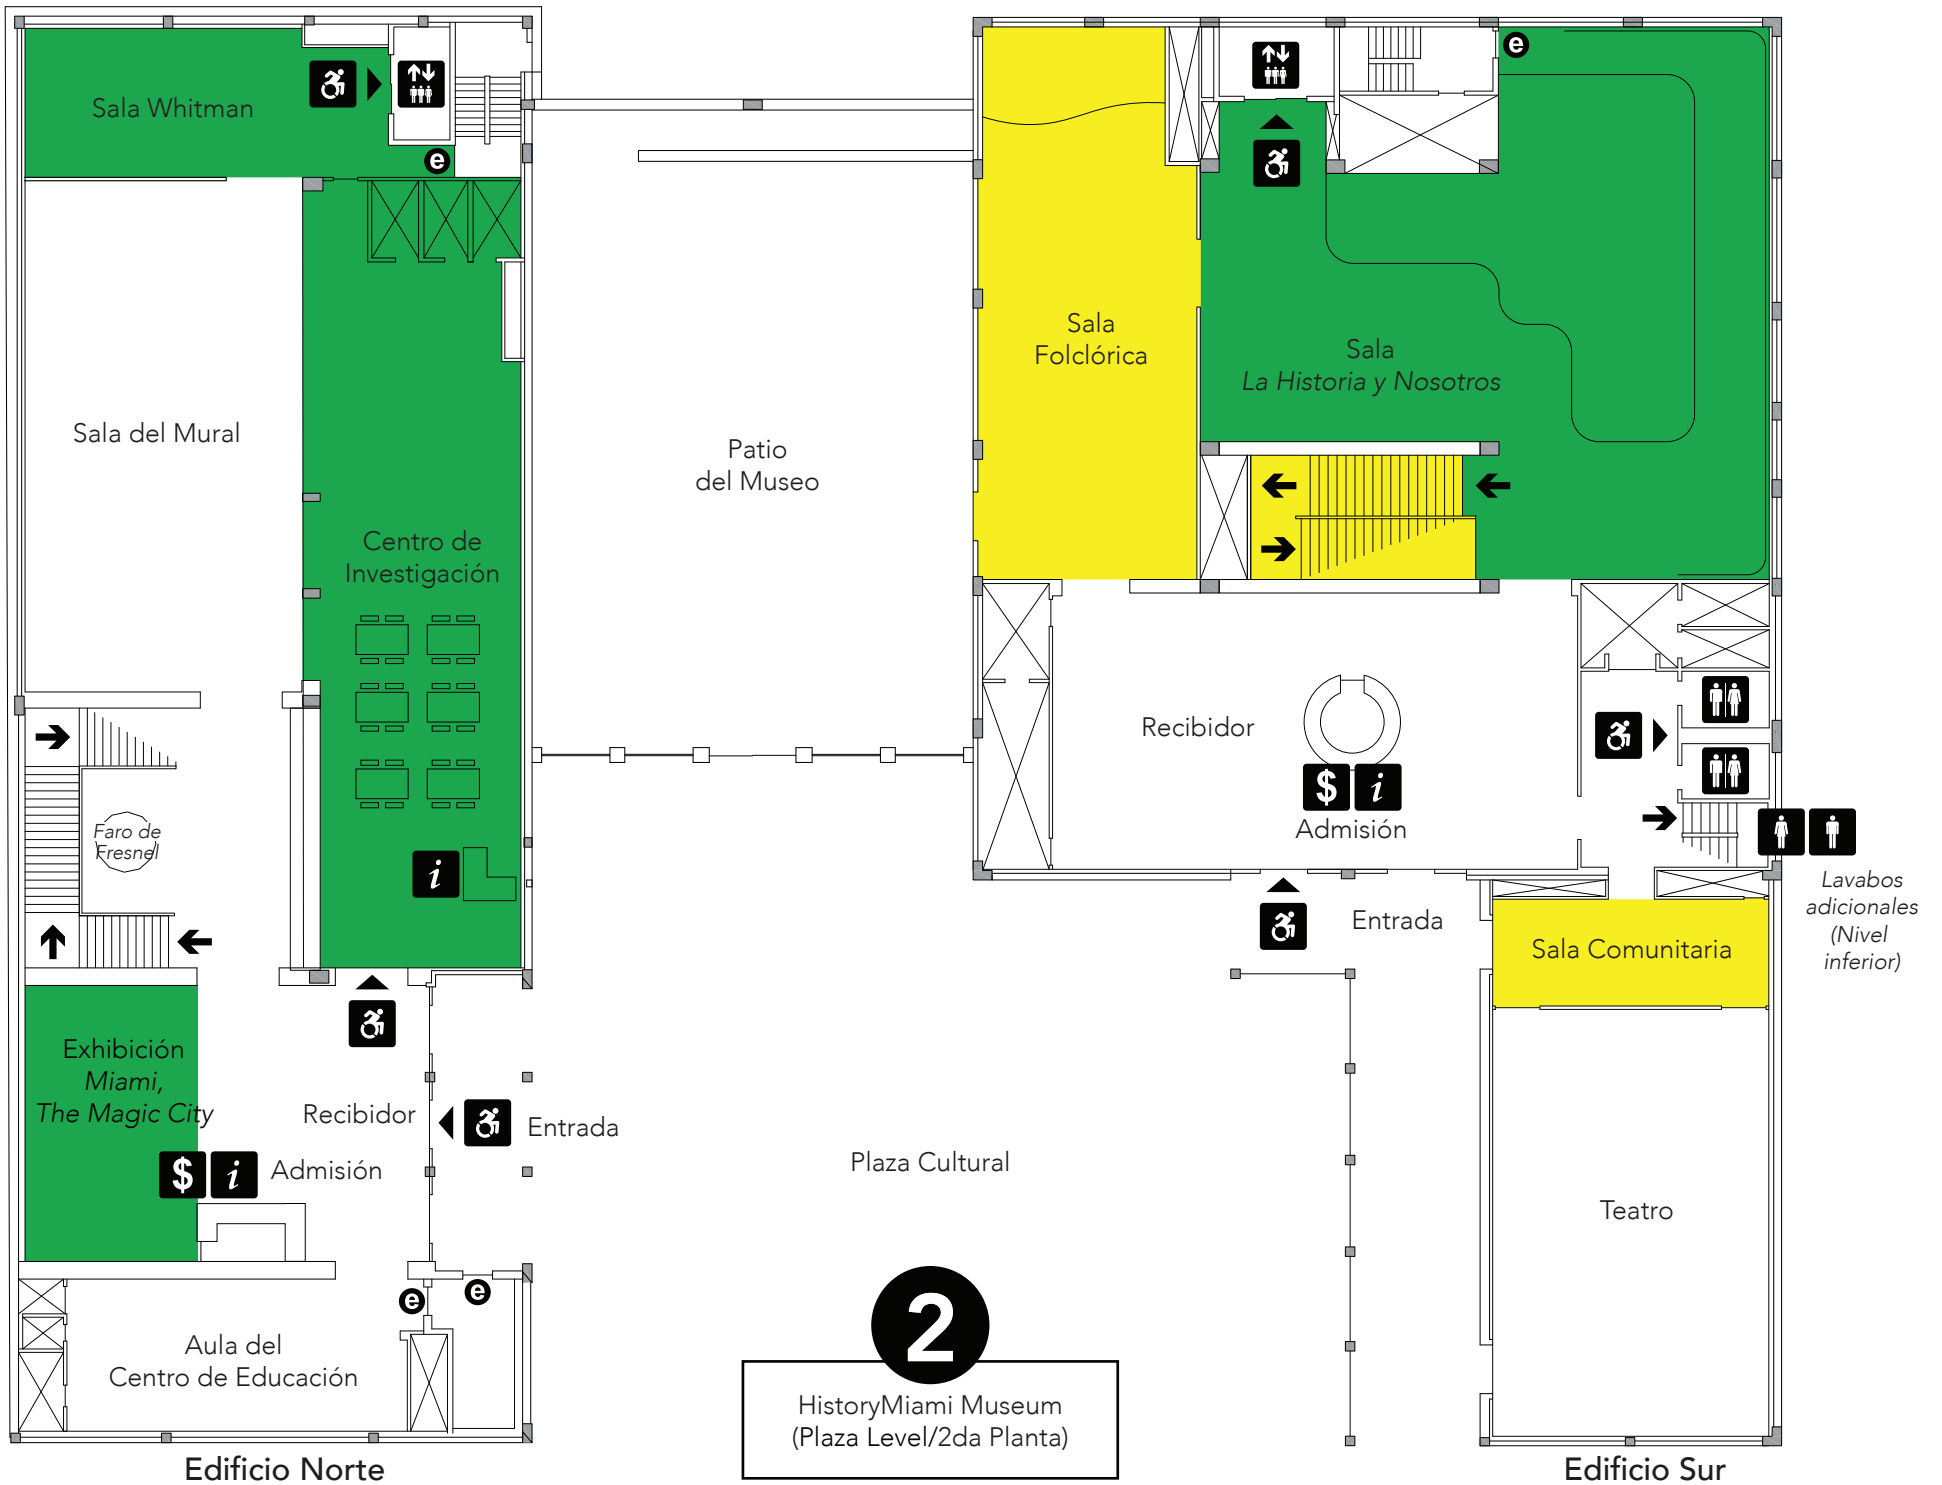 Sala Whitman
e
e
Sala del Mural
Sala
Folclórica
Sala
La Historia y Nosotros
Patio
del Museo
Centro de
Investigación
Faro de
Fresnel
i
Recibidor
$ i
Admisión
Lavabos
adicionales
(Nivel
inferior)
Entrada
Sala Comunitaria
Exhibición
Miami,
The Magic City
Recibidor
$ i Admisión
Entrada
Plaza Cultural
Teatro
e
e
Aula del
Centro de Educación
2
HistoryMiami Museum
(Plaza Level/2da Planta)
Edificio Norte
Edificio Sur